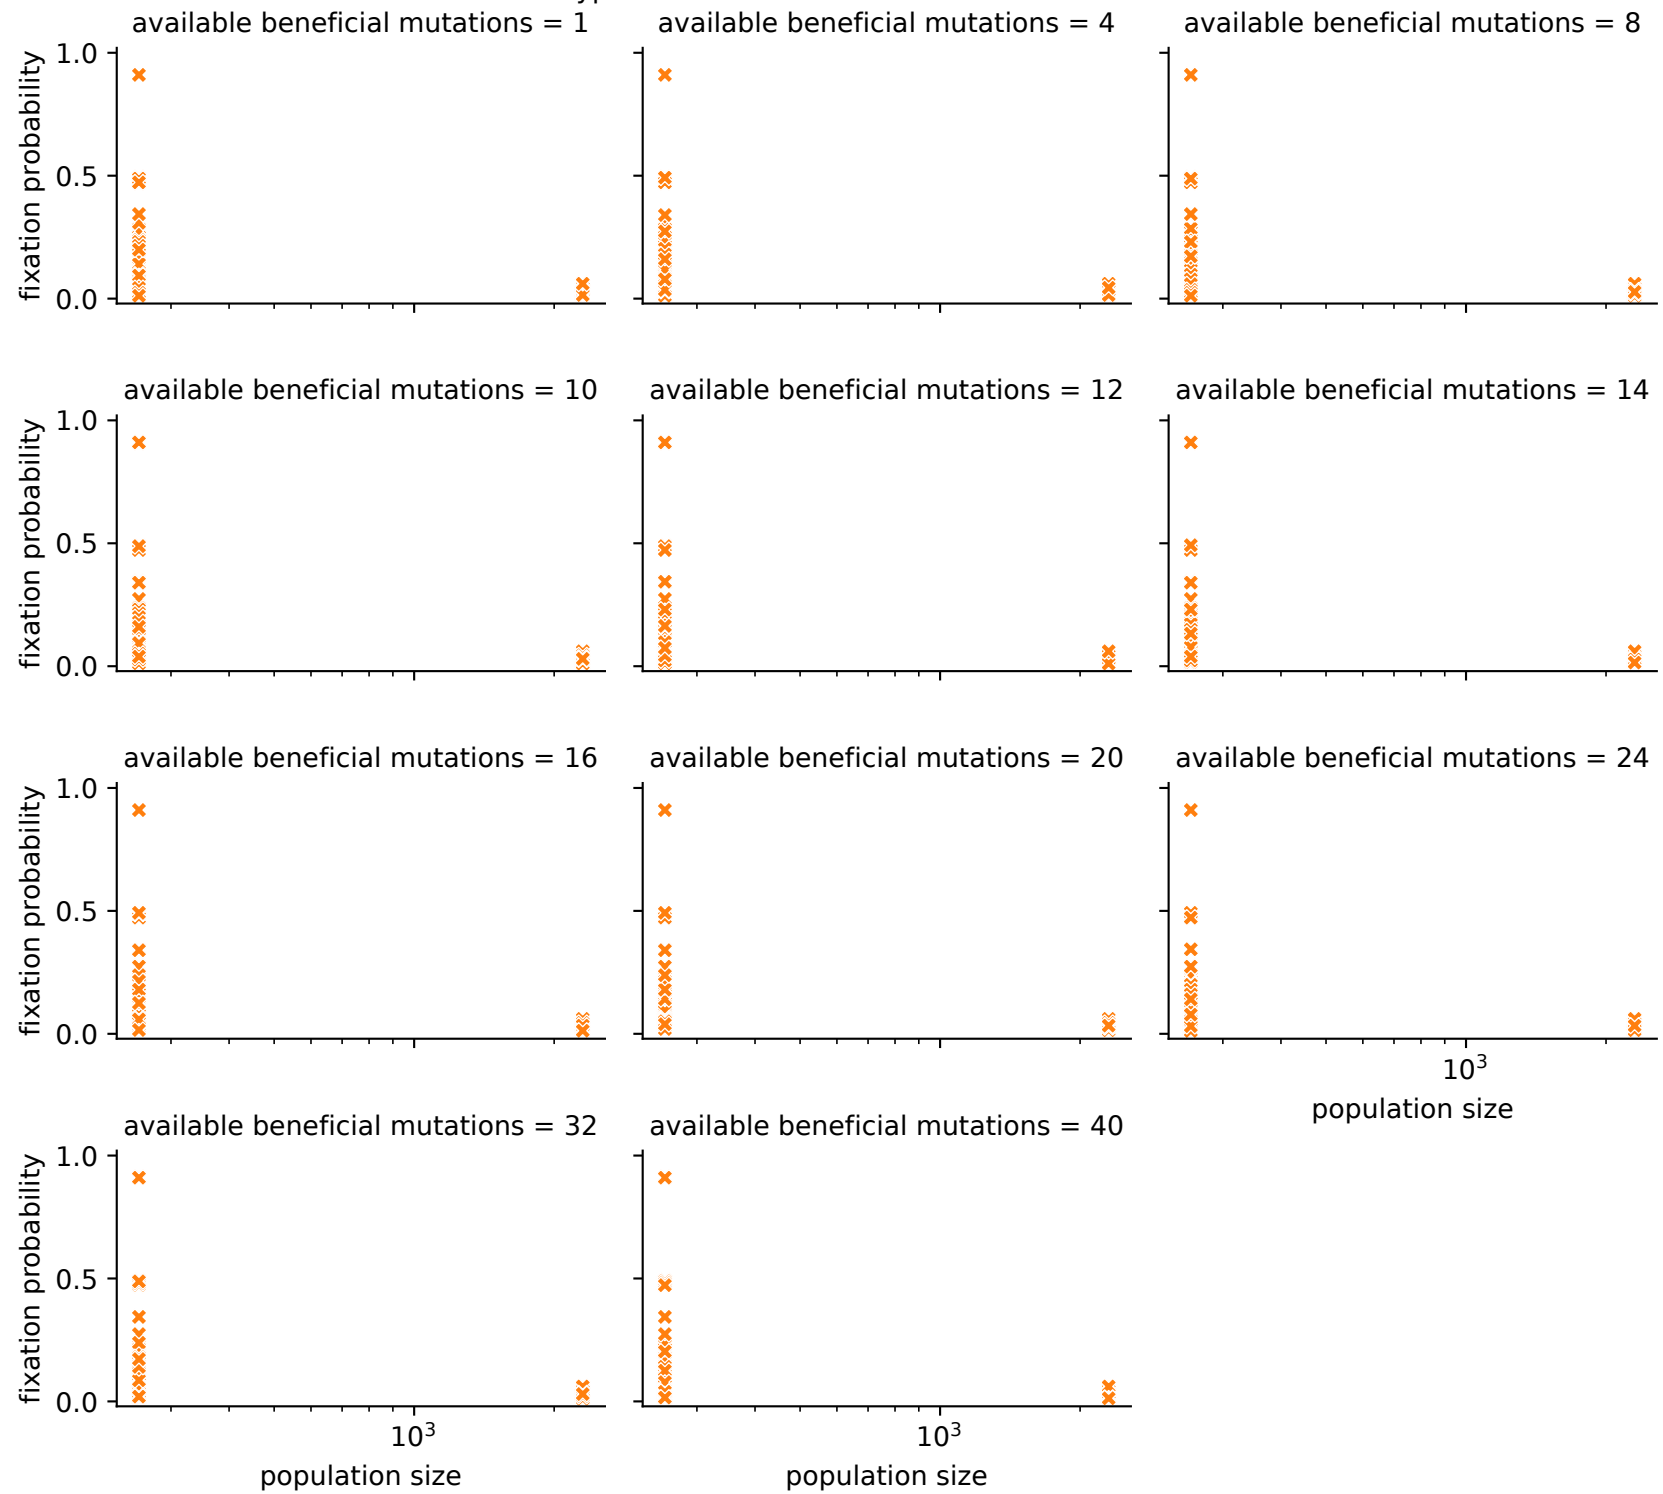 available beneficial mutations = 1
available beneficial mutations = 4
available beneficial mutations = 8
fixation probability
1.0
0.5
0.0
available beneficial mutations = 10
available beneficial mutations = 12
available beneficial mutations = 14
fixation probability
1.0
0.5
0.0
available beneficial mutations = 16
available beneficial mutations = 20
available beneficial mutations = 24
fixation probability
1.0
0.5
0.0
10³
population size
available beneficial mutations = 32
available beneficial mutations = 40
fixation probability
1.0
0.5
0.0
10³
10³
population size
population size